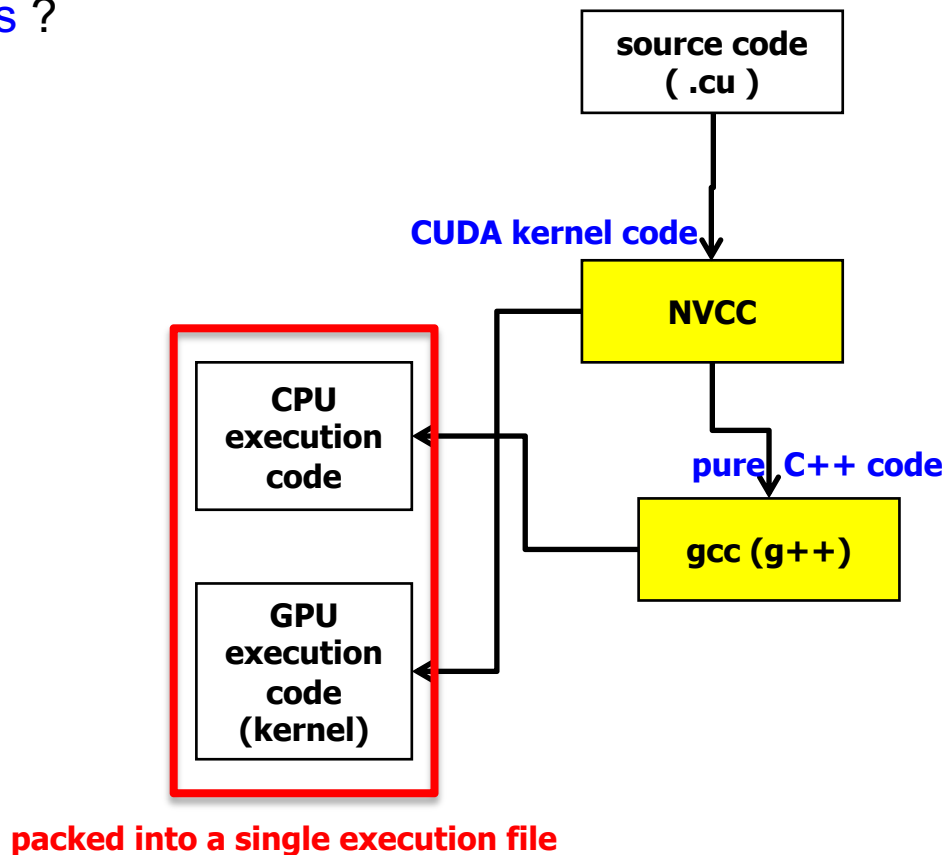 s ?
source code
( .cu )
CUDA kernel code
NVCC
CPU
execution
code
pure C++ code
gcc (g++)
GPU
execution
code
(kernel)
packed into a single execution file